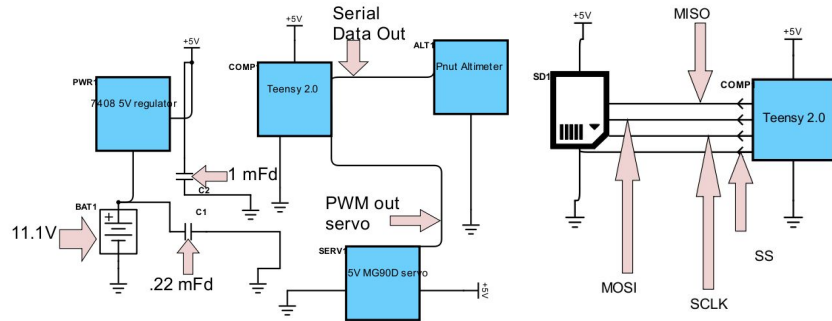 +5V
PWR1
7408 5V regulator
1 mFd
C2
BAT1
+
11.1V
C1
.22 mFd
+5V
Serial
Data Out
COMP
Teensy 2.0
ALT1
Pnut Altimeter
PWM out
servo
SERV1
5V MG90D servo
+5V
MISO
+5V
SD1
COMP
Teensy 2.0
MOSI
SCLK
SS